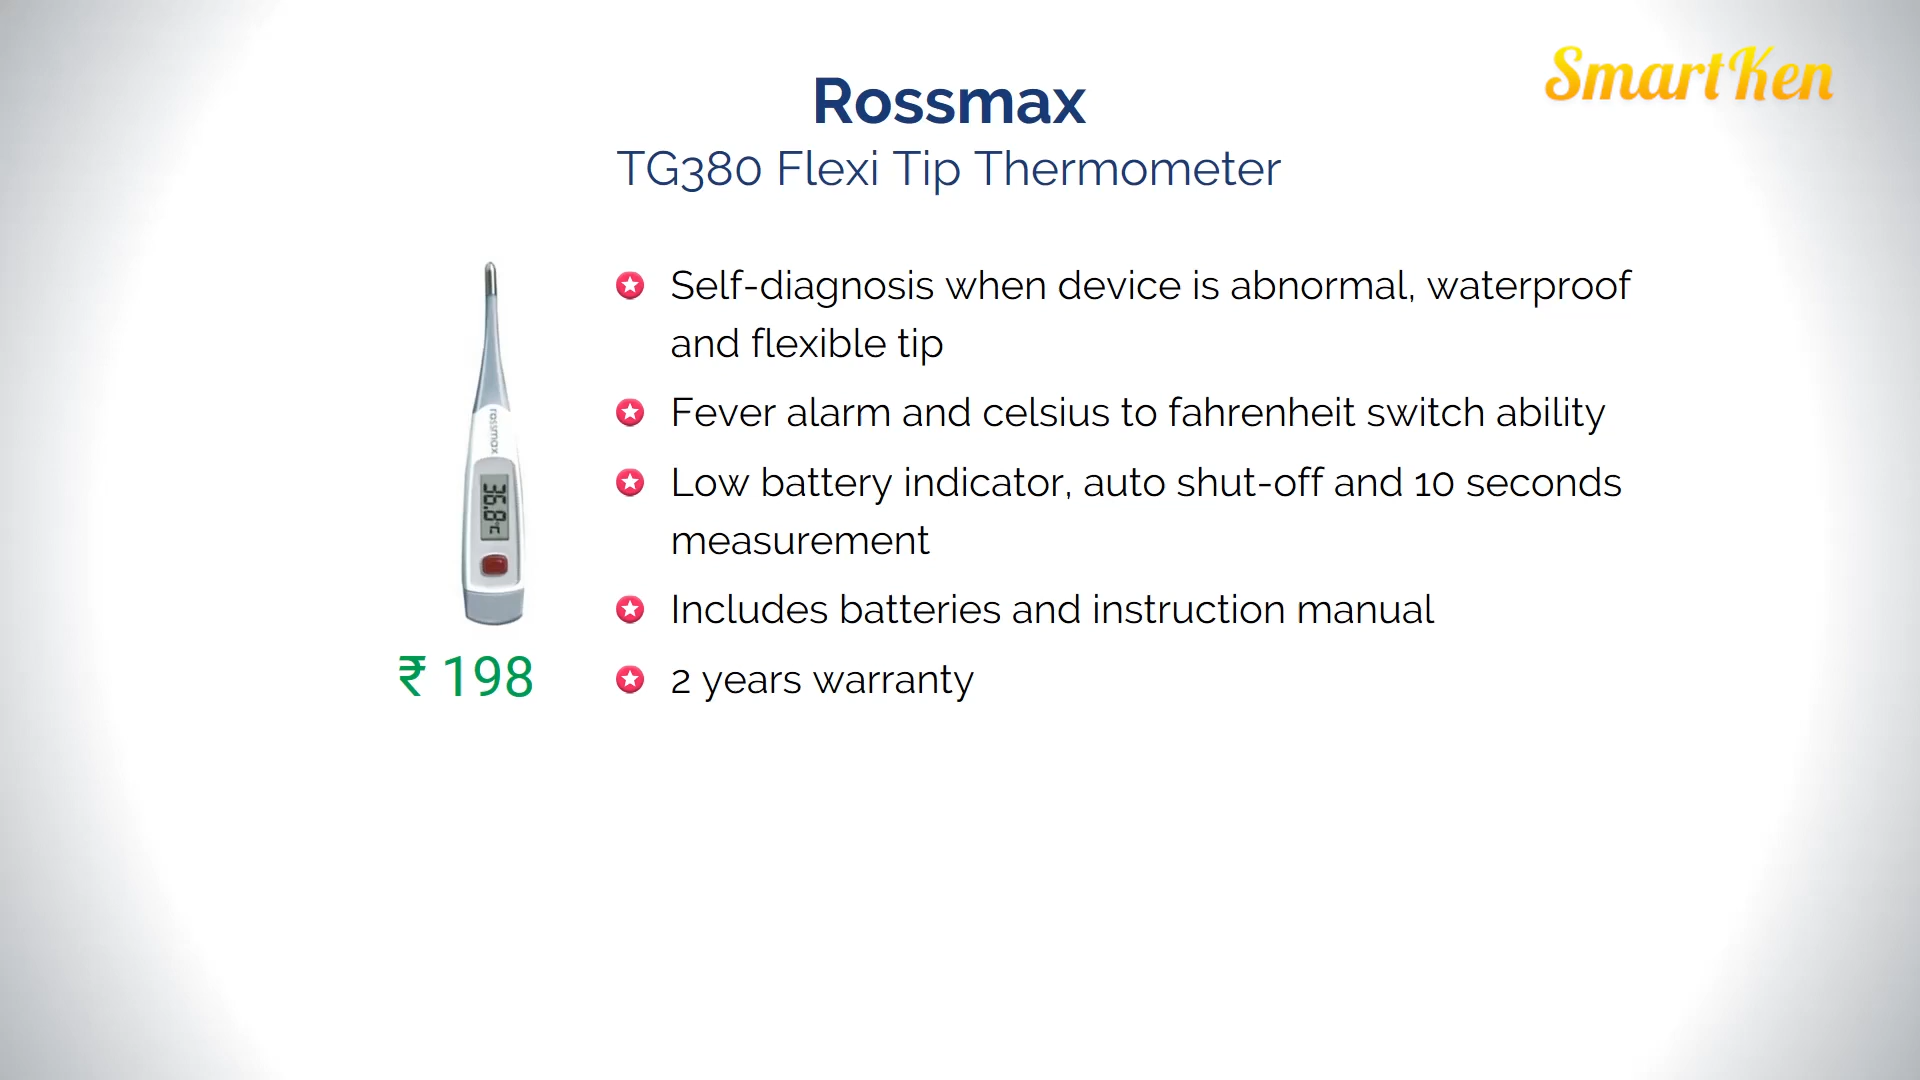 SmartKen
Rossmax
TG380 Flexi Tip Thermometer
Self-diagnosis when device is abnormal, waterproof
and flexible tip
Fever alarm and celsius to fahrenheit switch ability
Low battery indicator, auto shut-off and 10 seconds
measurement
Includes batteries and instruction manual
2 years warranty
rossmax
36.8°C
₹ 198